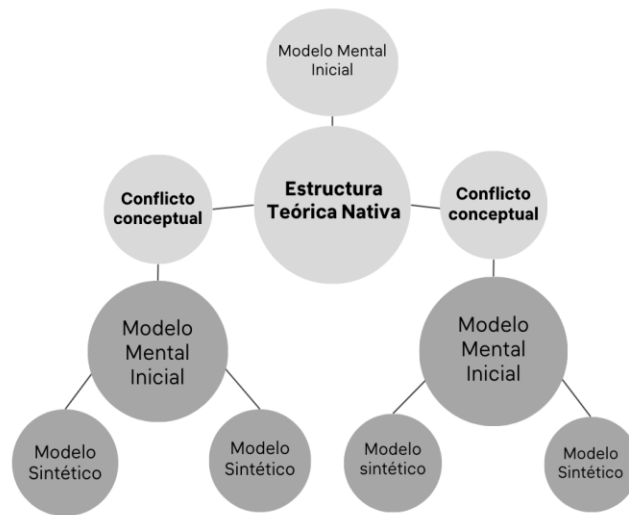 Modelo Mental
Inicial
Conflicto
conceptual
Estructura
Teórica Nativa
Conflicto
conceptual
Modelo
Mental
Inicial
Modelo
Mental
Inicial
Modelo
Sintético
Modelo
Sintético
Modelo
sintético
Modelo
Sintético